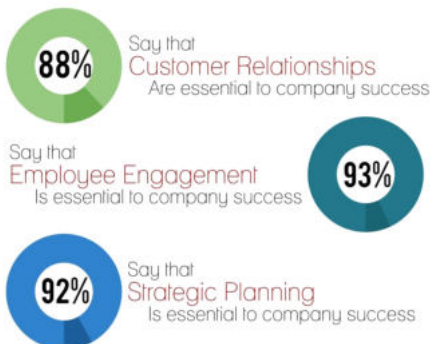 88%
Say that
Customer Relationships
Are essential to company success
Say that
Employee Engagement
Is essential to company success
93%
92%
Say that
Strategic Planning
Is essential to company success